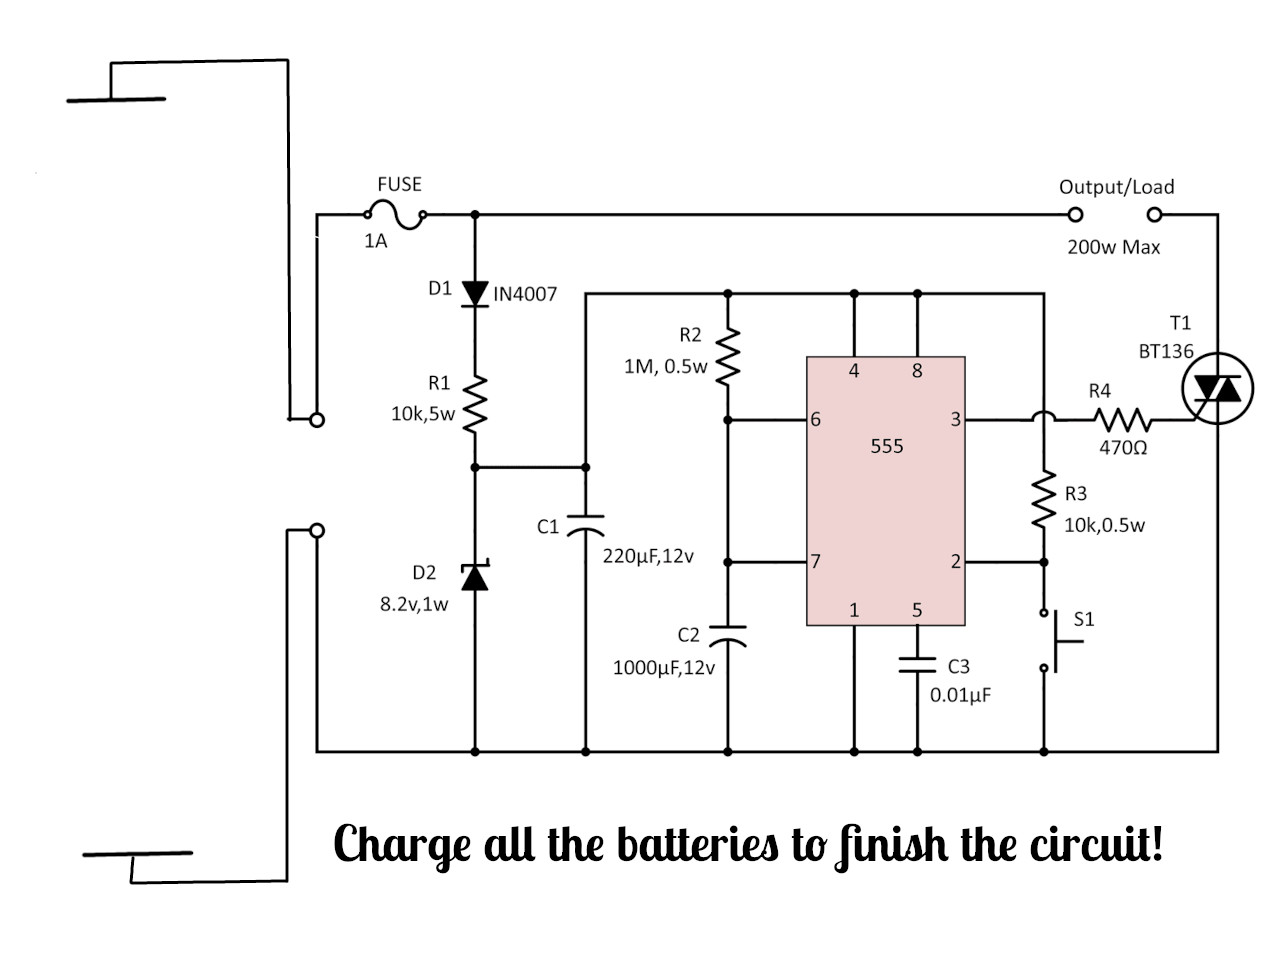 FUSE
1A
Output/Load
200w Max
D1
IN4007
T1
BT136
R2
1M, 0.5w
4
8
R1
10k,5w
R4
6
3
470Ω
555
R3
10k,0.5w
C1
220µF,12v
7
2
D2
8.2v,1w
1
5
S1
C2
1000µF,12v
C3
0.01µF
Charge all the batteries to finish the circuit!